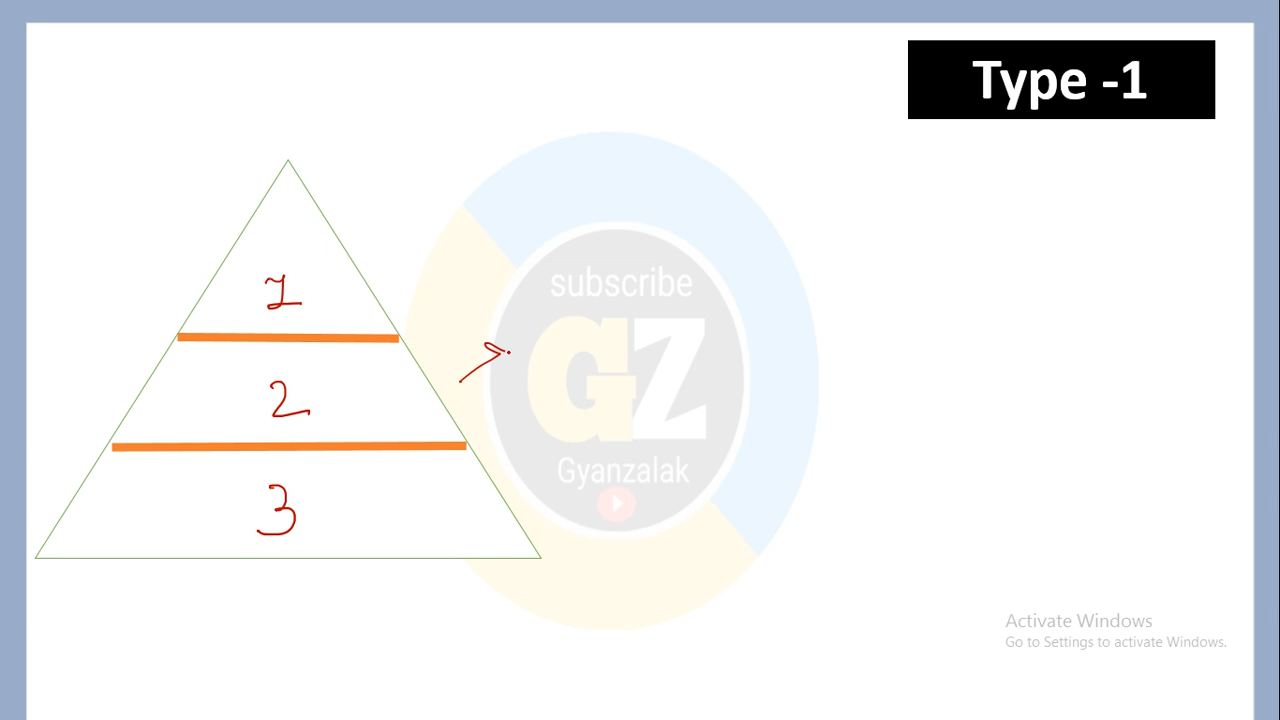 Type -1
1
2
3
subscribe
GZ
Gyanzalak
Activate Windows
Go to Settings to activate Windows.